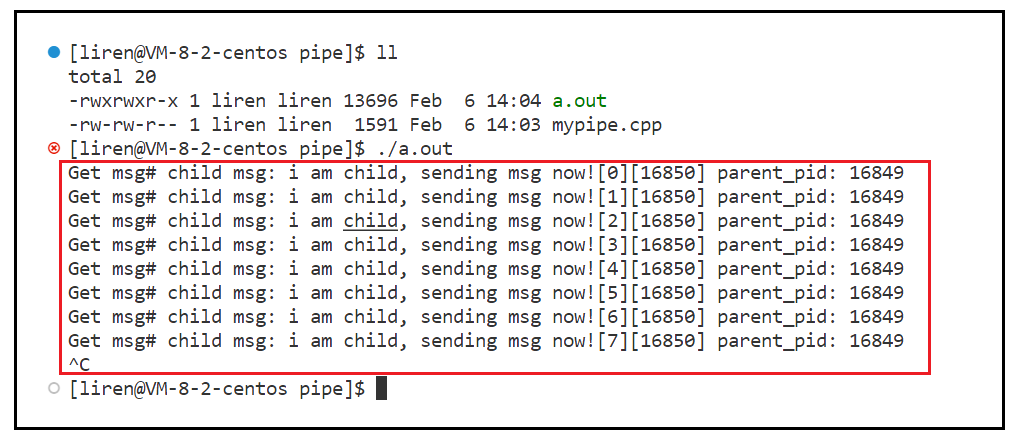 [liren@VM-8-2-centos pipe]$ ll
total 20
-rwxrwxr-x 1 liren liren 13696 Feb  6 14:04 a.out
-rw-rw-r-- 1 liren liren  1591 Feb  6 14:03 mypipe.cpp
[liren@VM-8-2-centos pipe]$ ./a.out
Get msg# child msg: i am child, sending msg now![0][16850] parent_pid: 16849
Get msg# child msg: i am child, sending msg now![1][16850] parent_pid: 16849
Get msg# child msg: i am child, sending msg now![2][16850] parent_pid: 16849
Get msg# child msg: i am child, sending msg now![3][16850] parent_pid: 16849
Get msg# child msg: i am child, sending msg now![4][16850] parent_pid: 16849
Get msg# child msg: i am child, sending msg now![5][16850] parent_pid: 16849
Get msg# child msg: i am child, sending msg now![6][16850] parent_pid: 16849
Get msg# child msg: i am child, sending msg now![7][16850] parent_pid: 16849
^C
[liren@VM-8-2-centos pipe]$